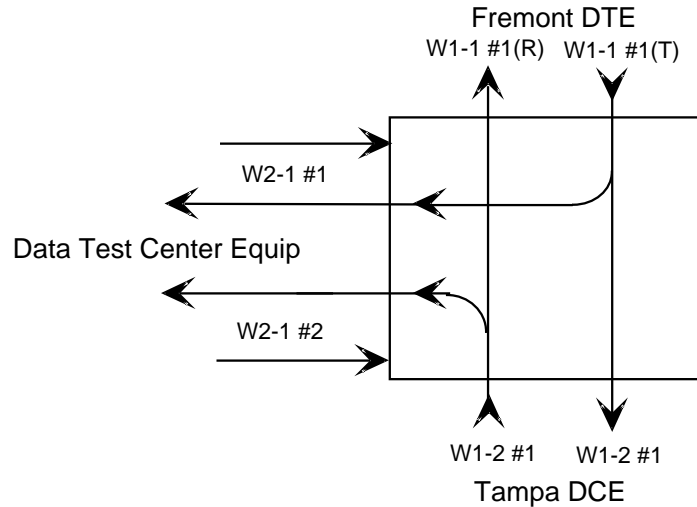 Fremont DTE
W1-1 #1(R) W1-1 #1(T)
W2-1 #1
Data Test Center Equip
W2-1 #2
W1-2 #1 W1-2 #1
Tampa DCE